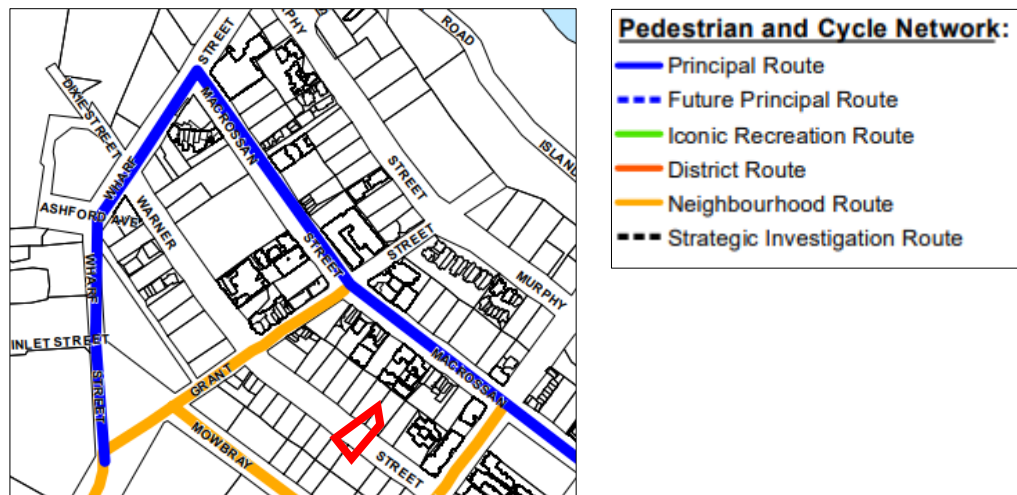 STREET
PHY
ROAD
DIXIE STREET
MACROSSAN
WHARF
ISLAND
STREET
ASHFORD AVE
WARNER
STREET
STREET
MURPHY
WHARF
INLET STREET
MACROSSAN
STREET
GRANT
MOWBRAY
STREET
Pedestrian and Cycle Network:
Principal Route
Future Principal Route
Iconic Recreation Route
District Route
Neighbourhood Route
Strategic Investigation Route